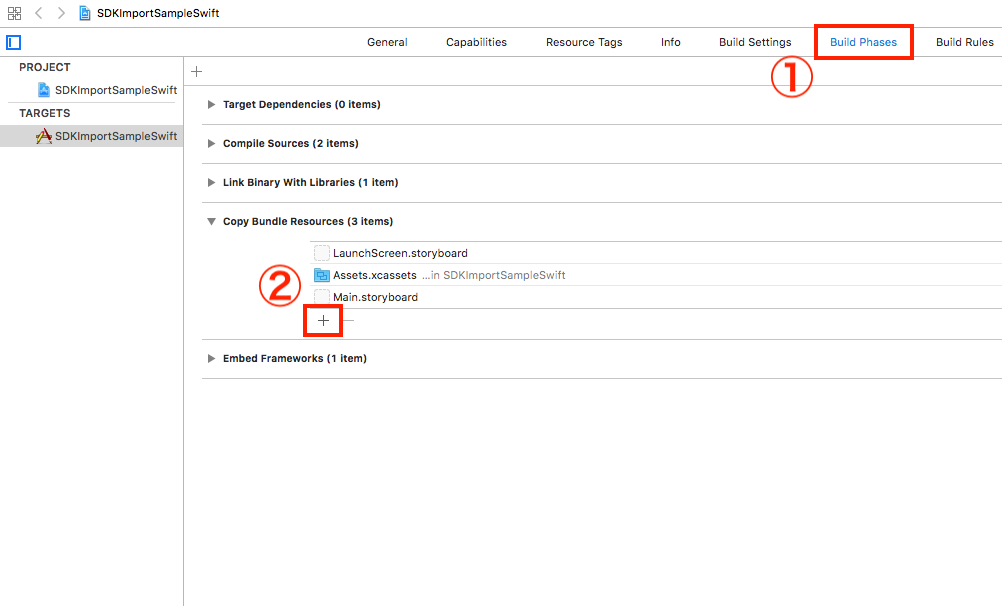 SDKImportSampleSwift
General Capabilities Resource Tags Info Build Settings Build Phases Build Rules
①
PROJECT
SDKImportSampleSwift
TARGETS
SDKImportSampleSwift
Target Dependencies (0 items)
Compile Sources (2 items)
Link Binary With Libraries (1 item)
Copy Bundle Resources (3 items)
LaunchScreen.storyboard
Assets.xcassets ...in SDKImportSampleSwift
②
Main.storyboard
Embed Frameworks (1 item)